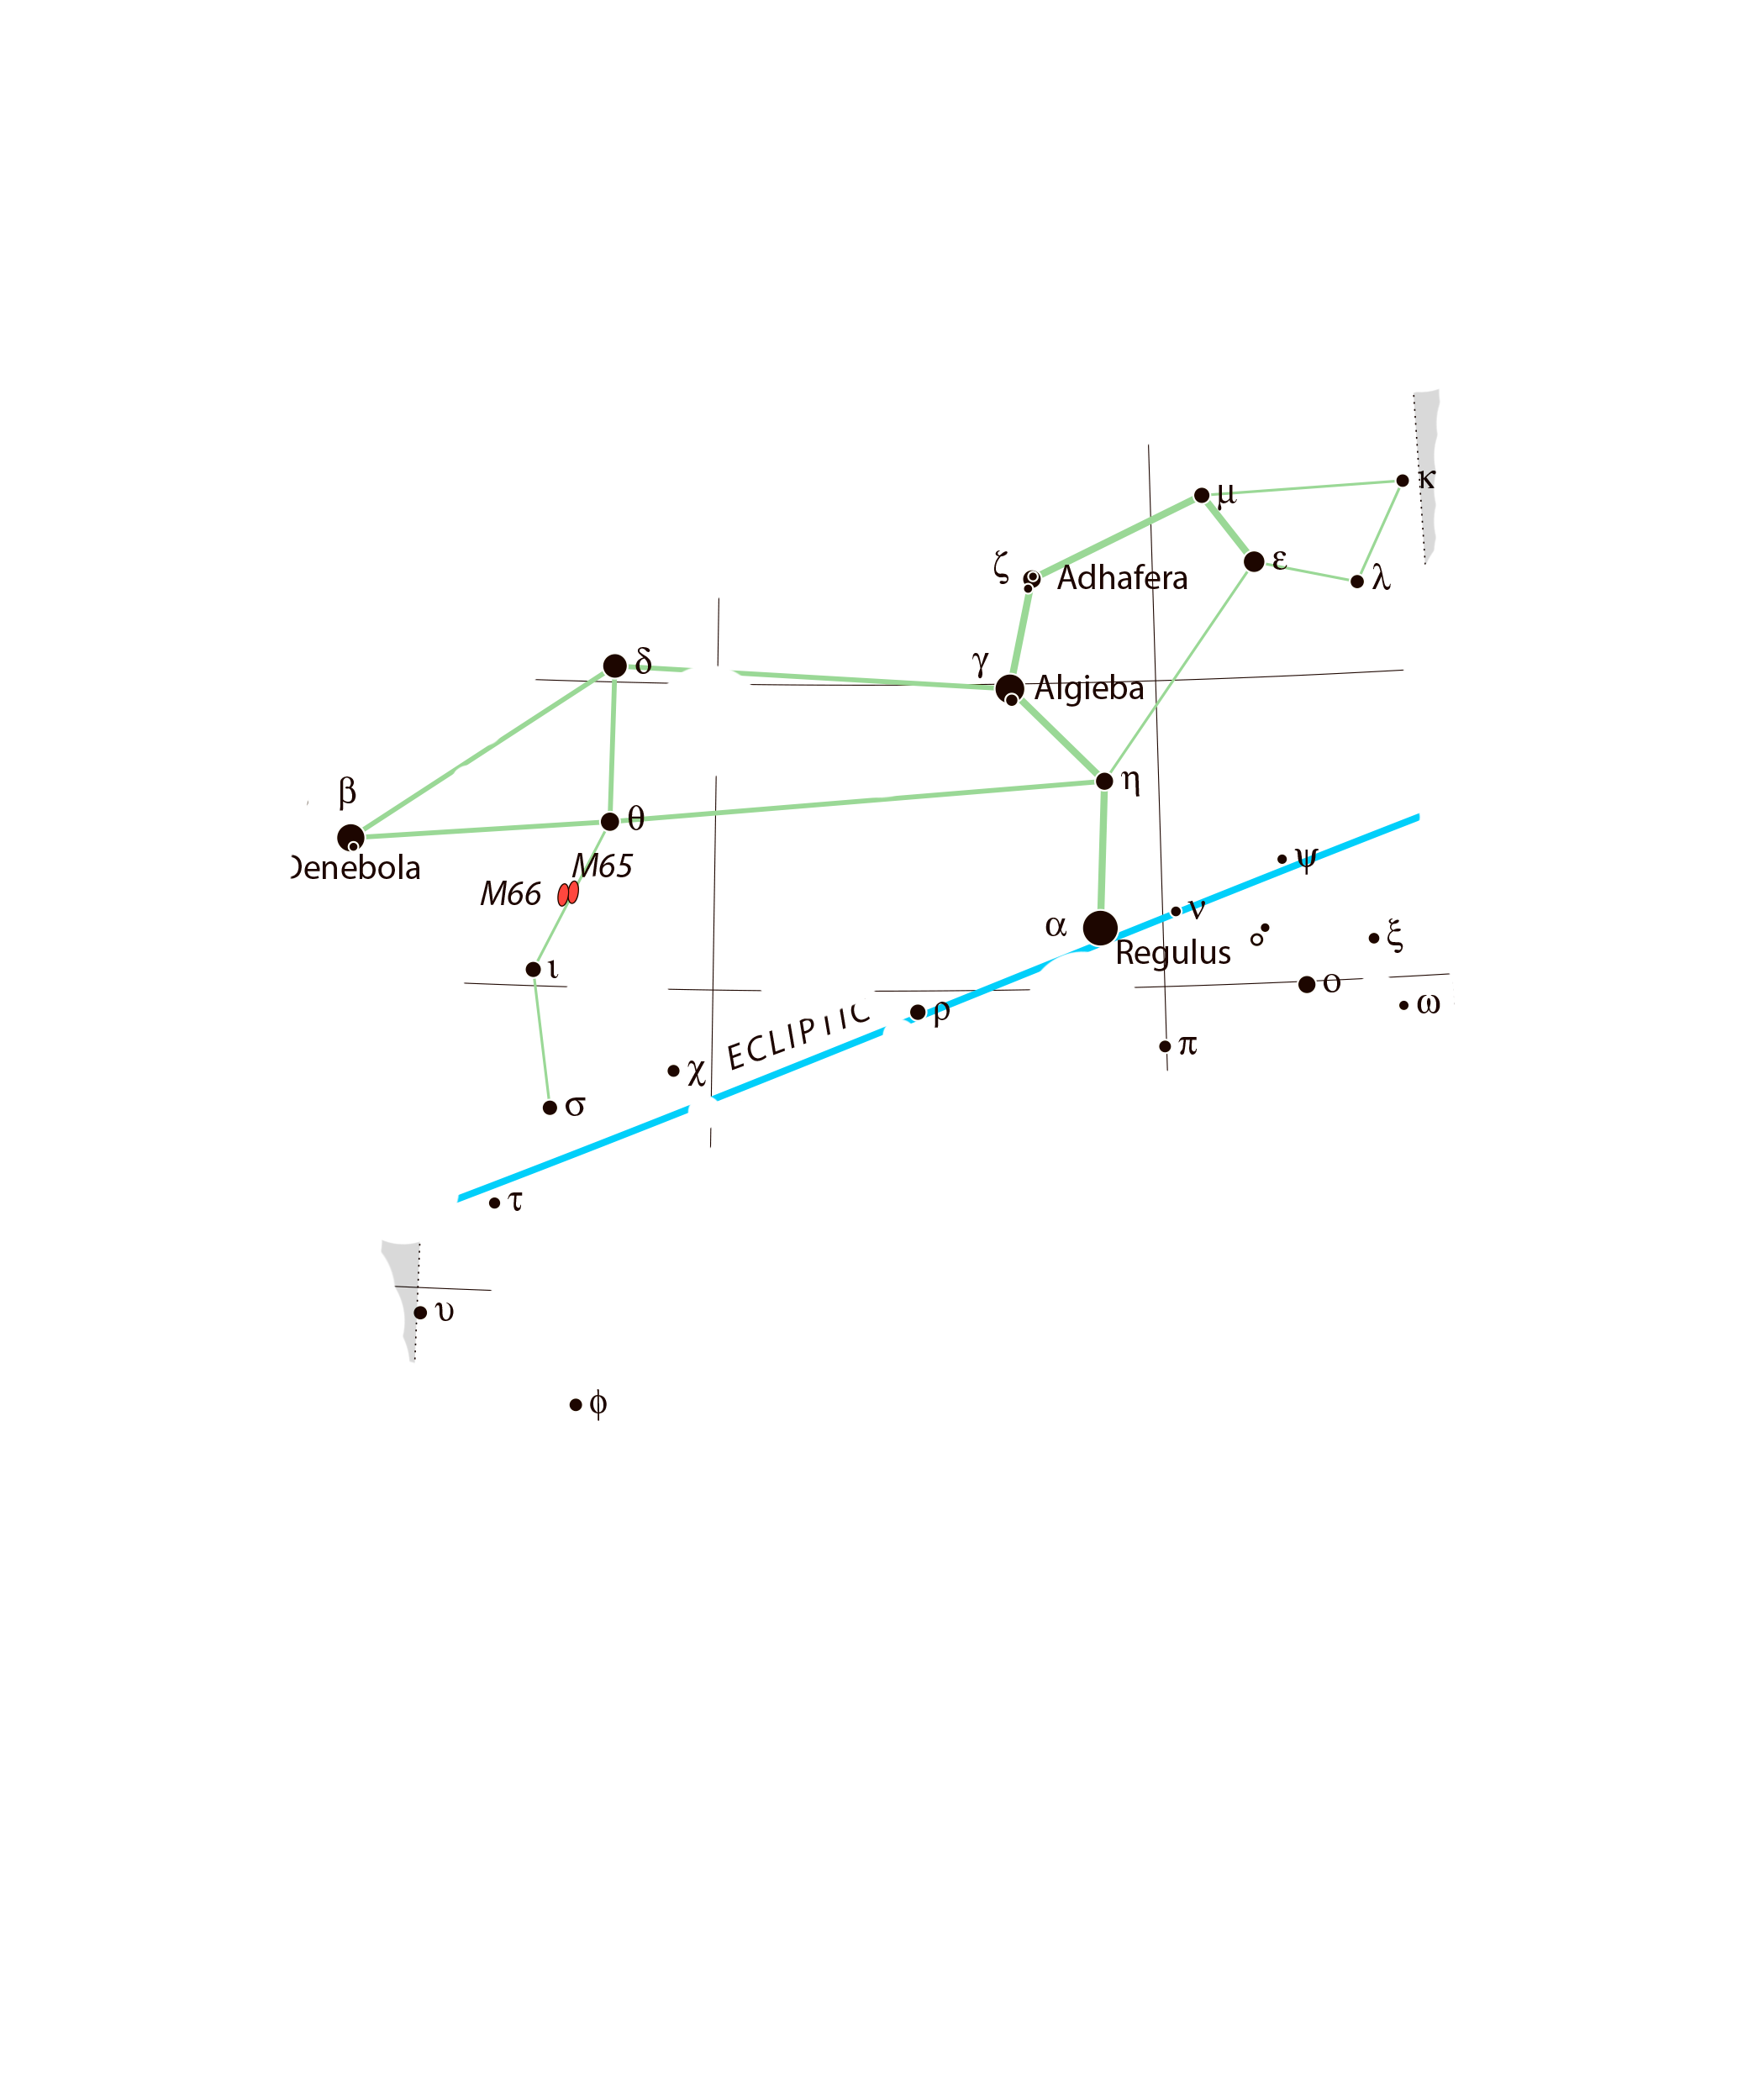 κ
μ
ε
ζ
Adhafera
λ
δ
γ
Algieba
β
η
θ
Denebola
M65
M66
ψ
α
ν
Regulus
ξ
ι
ο
ω
ρ
ECLIPTIC
π
χ
σ
τ
υ
φ